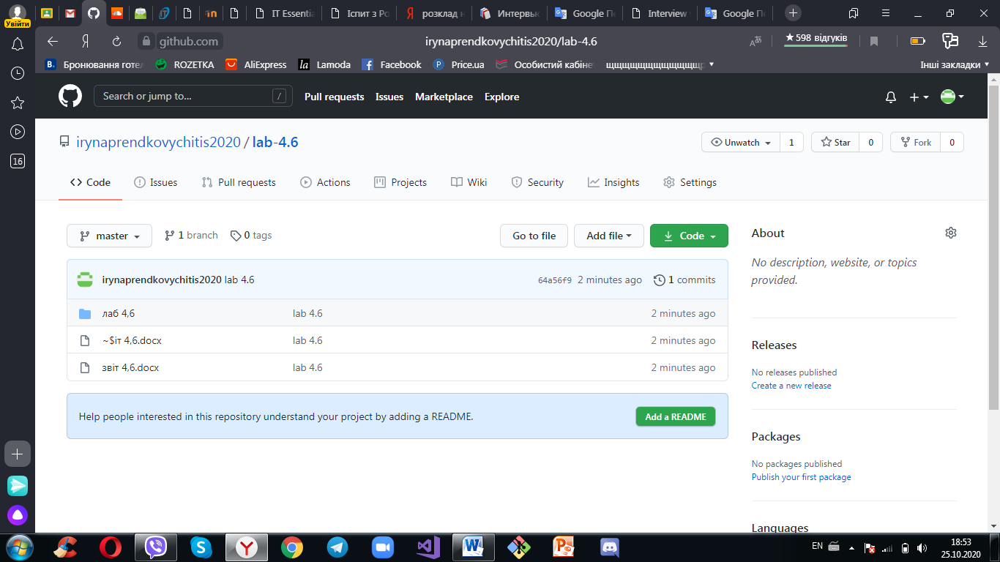 IT Essentia
Іспит з Ро
розклад н
Интервьк
Google Пе
Interview
Google Пе
Увійти
github.com
irynaprendkovychitis2020/lab-4.6
★ 598 відгуків
B. Бронювання готел
ROZETKA
AliExpress
la Lamoda
Facebook
P Price.ua
Особистий кабіне
Інші закладки
16
Search or jump to...
/
Pull requests
Issues
Marketplace
Explore
irynaprendkovychitis2020 / lab-4.6
Unwatch 1
Star 0
Fork 0
Code
Issues
Pull requests
Actions
Projects
Wiki
Security
Insights
Settings
master
1 branch
0 tags
Go to file
Add file
Code
irynaprendkovychitis2020 lab 4.6
64a56f9 2 minutes ago
1 commits
лаб 4,6 lab 4.6 2 minutes ago
~$іт 4,6.docx lab 4.6 2 minutes ago
звіт 4,6.docx lab 4.6 2 minutes ago
Help people interested in this repository understand your project by adding a README.
Add a README
About
No description, website, or topics
provided.
Releases
No releases published
Create a new release
Packages
No packages published
Publish your first package
Languages
EN
18:53
25.10.2020